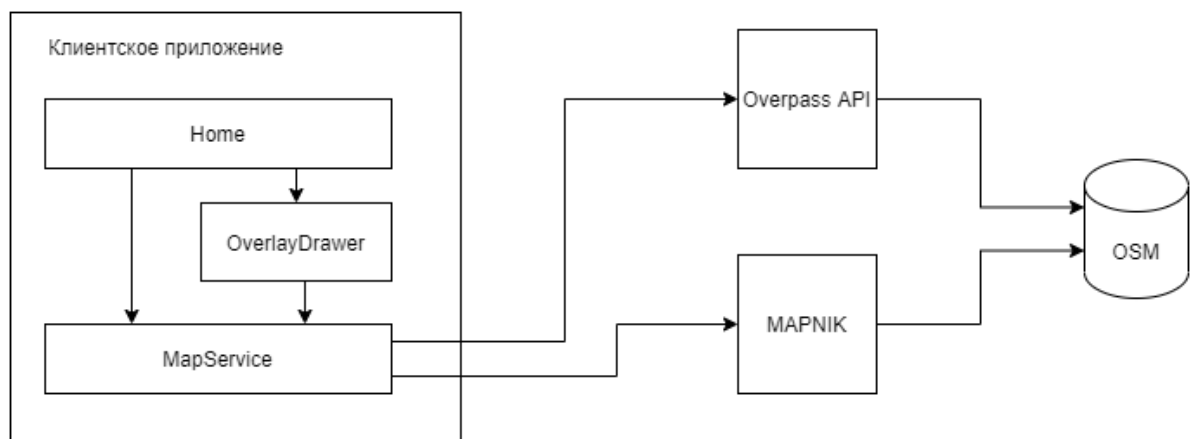 Клиентское приложение
Home
OverlayDrawer
MapService
Overpass API
MAPNIK
OSM